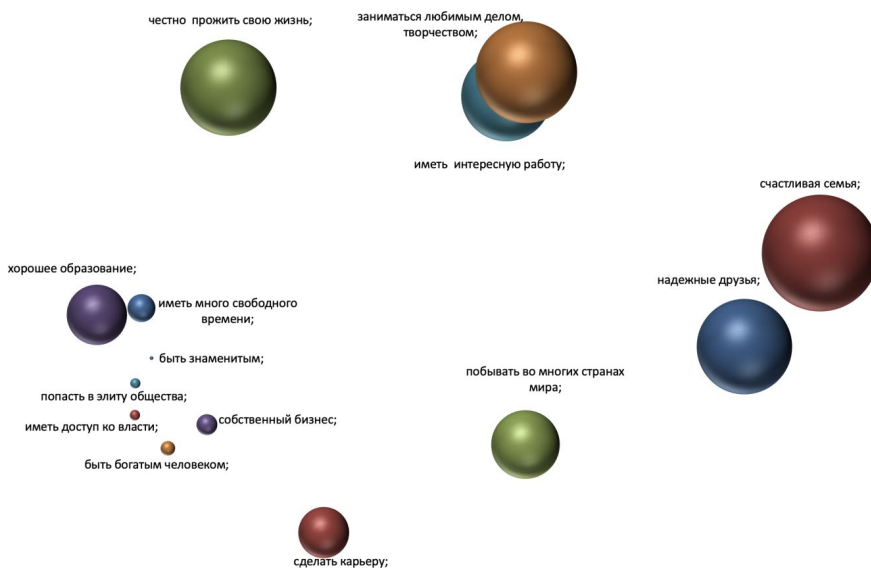 честно прожить свою жизнь;
заниматься любимым делом,
творчеством;
иметь интересную работу;
счастливая семья;
надежные друзья;
хорошее образование;
иметь много свободного
времени;
быть знаменитым;
попасть в элиту общества;
иметь доступ ко власти;
собственный бизнес;
быть богатым человеком;
побывать во многих странах
мира;
сделать карьеру;